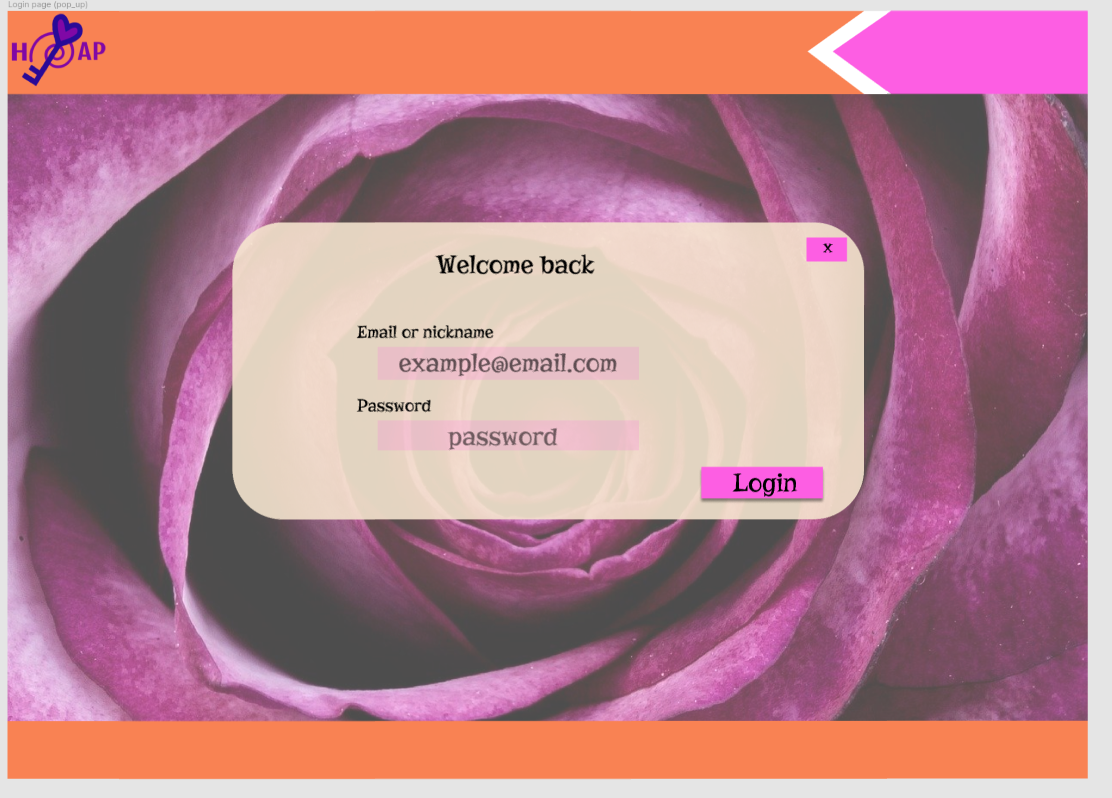 Login page (pop_up)
H AP
x
Welcome back
Email or nickname
example@email.com
Password
password
Login